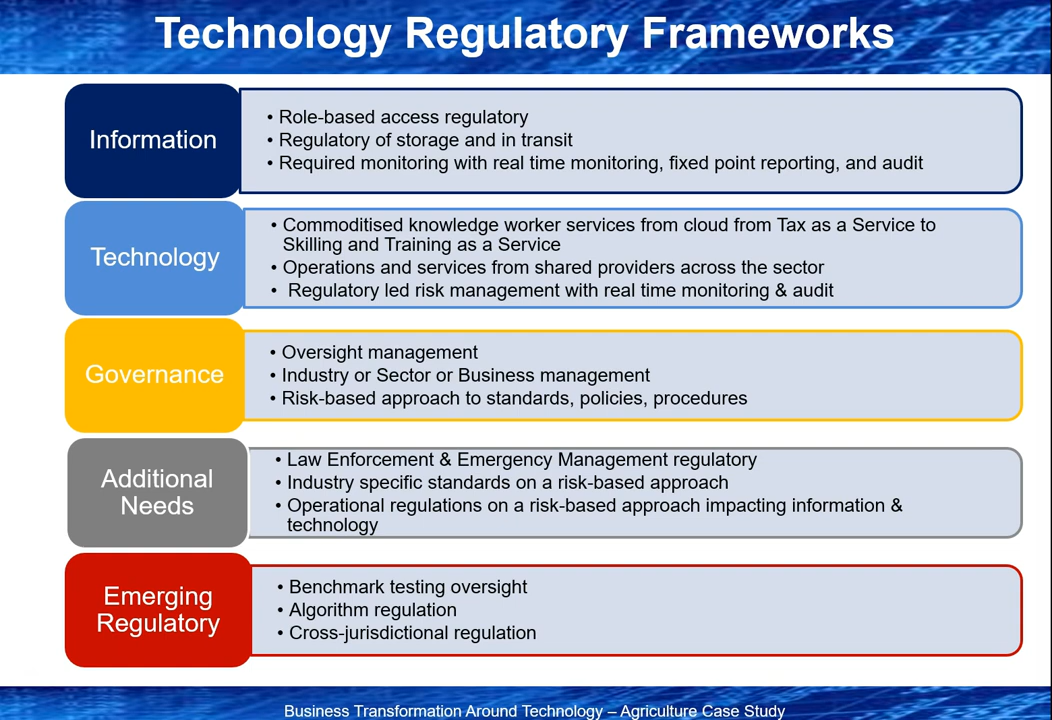 Technology Regulatory Frameworks
Information
• Role-based access regulatory
• Regulatory of storage and in transit
• Required monitoring with real time monitoring, fixed point reporting, and audit
Technology
• Commoditised knowledge worker services from cloud from Tax as a Service to
Skilling and Training as a Service
• Operations and services from shared providers across the sector
• Regulatory led risk management with real time monitoring & audit
Governance
• Oversight management
• Industry or Sector or Business management
• Risk-based approach to standards, policies, procedures
Additional
Needs
• Law Enforcement & Emergency Management regulatory
• Industry specific standards on a risk-based approach
• Operational regulations on a risk-based approach impacting information &
technology
Emerging
Regulatory
• Benchmark testing oversight
• Algorithm regulation
• Cross-jurisdictional regulation
Business Transformation Around Technology – Agriculture Case Study